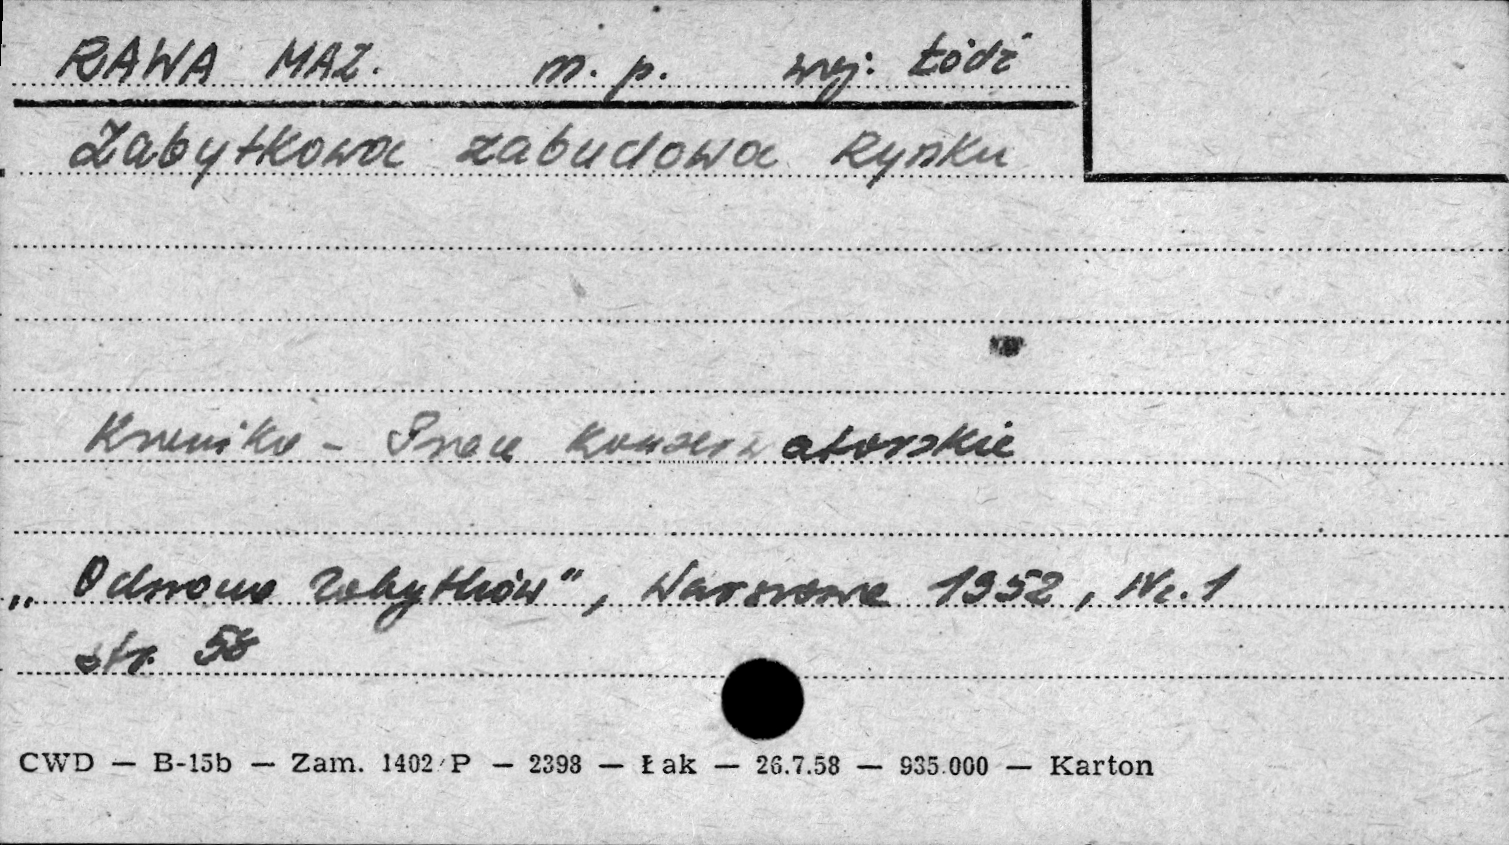 RAWA MAZ. m. p. woj: Łódź
Zabytkowa zabudowa Rynku
Kronika – Prace konserwatorskie
„Ochrona Zabytków", Warszawa 1952, Nr. 1
str. 58
CWD — B-15b — Zam. 1402/P — 2398 — Łak — 26.7.58 — 935.000 — Karton